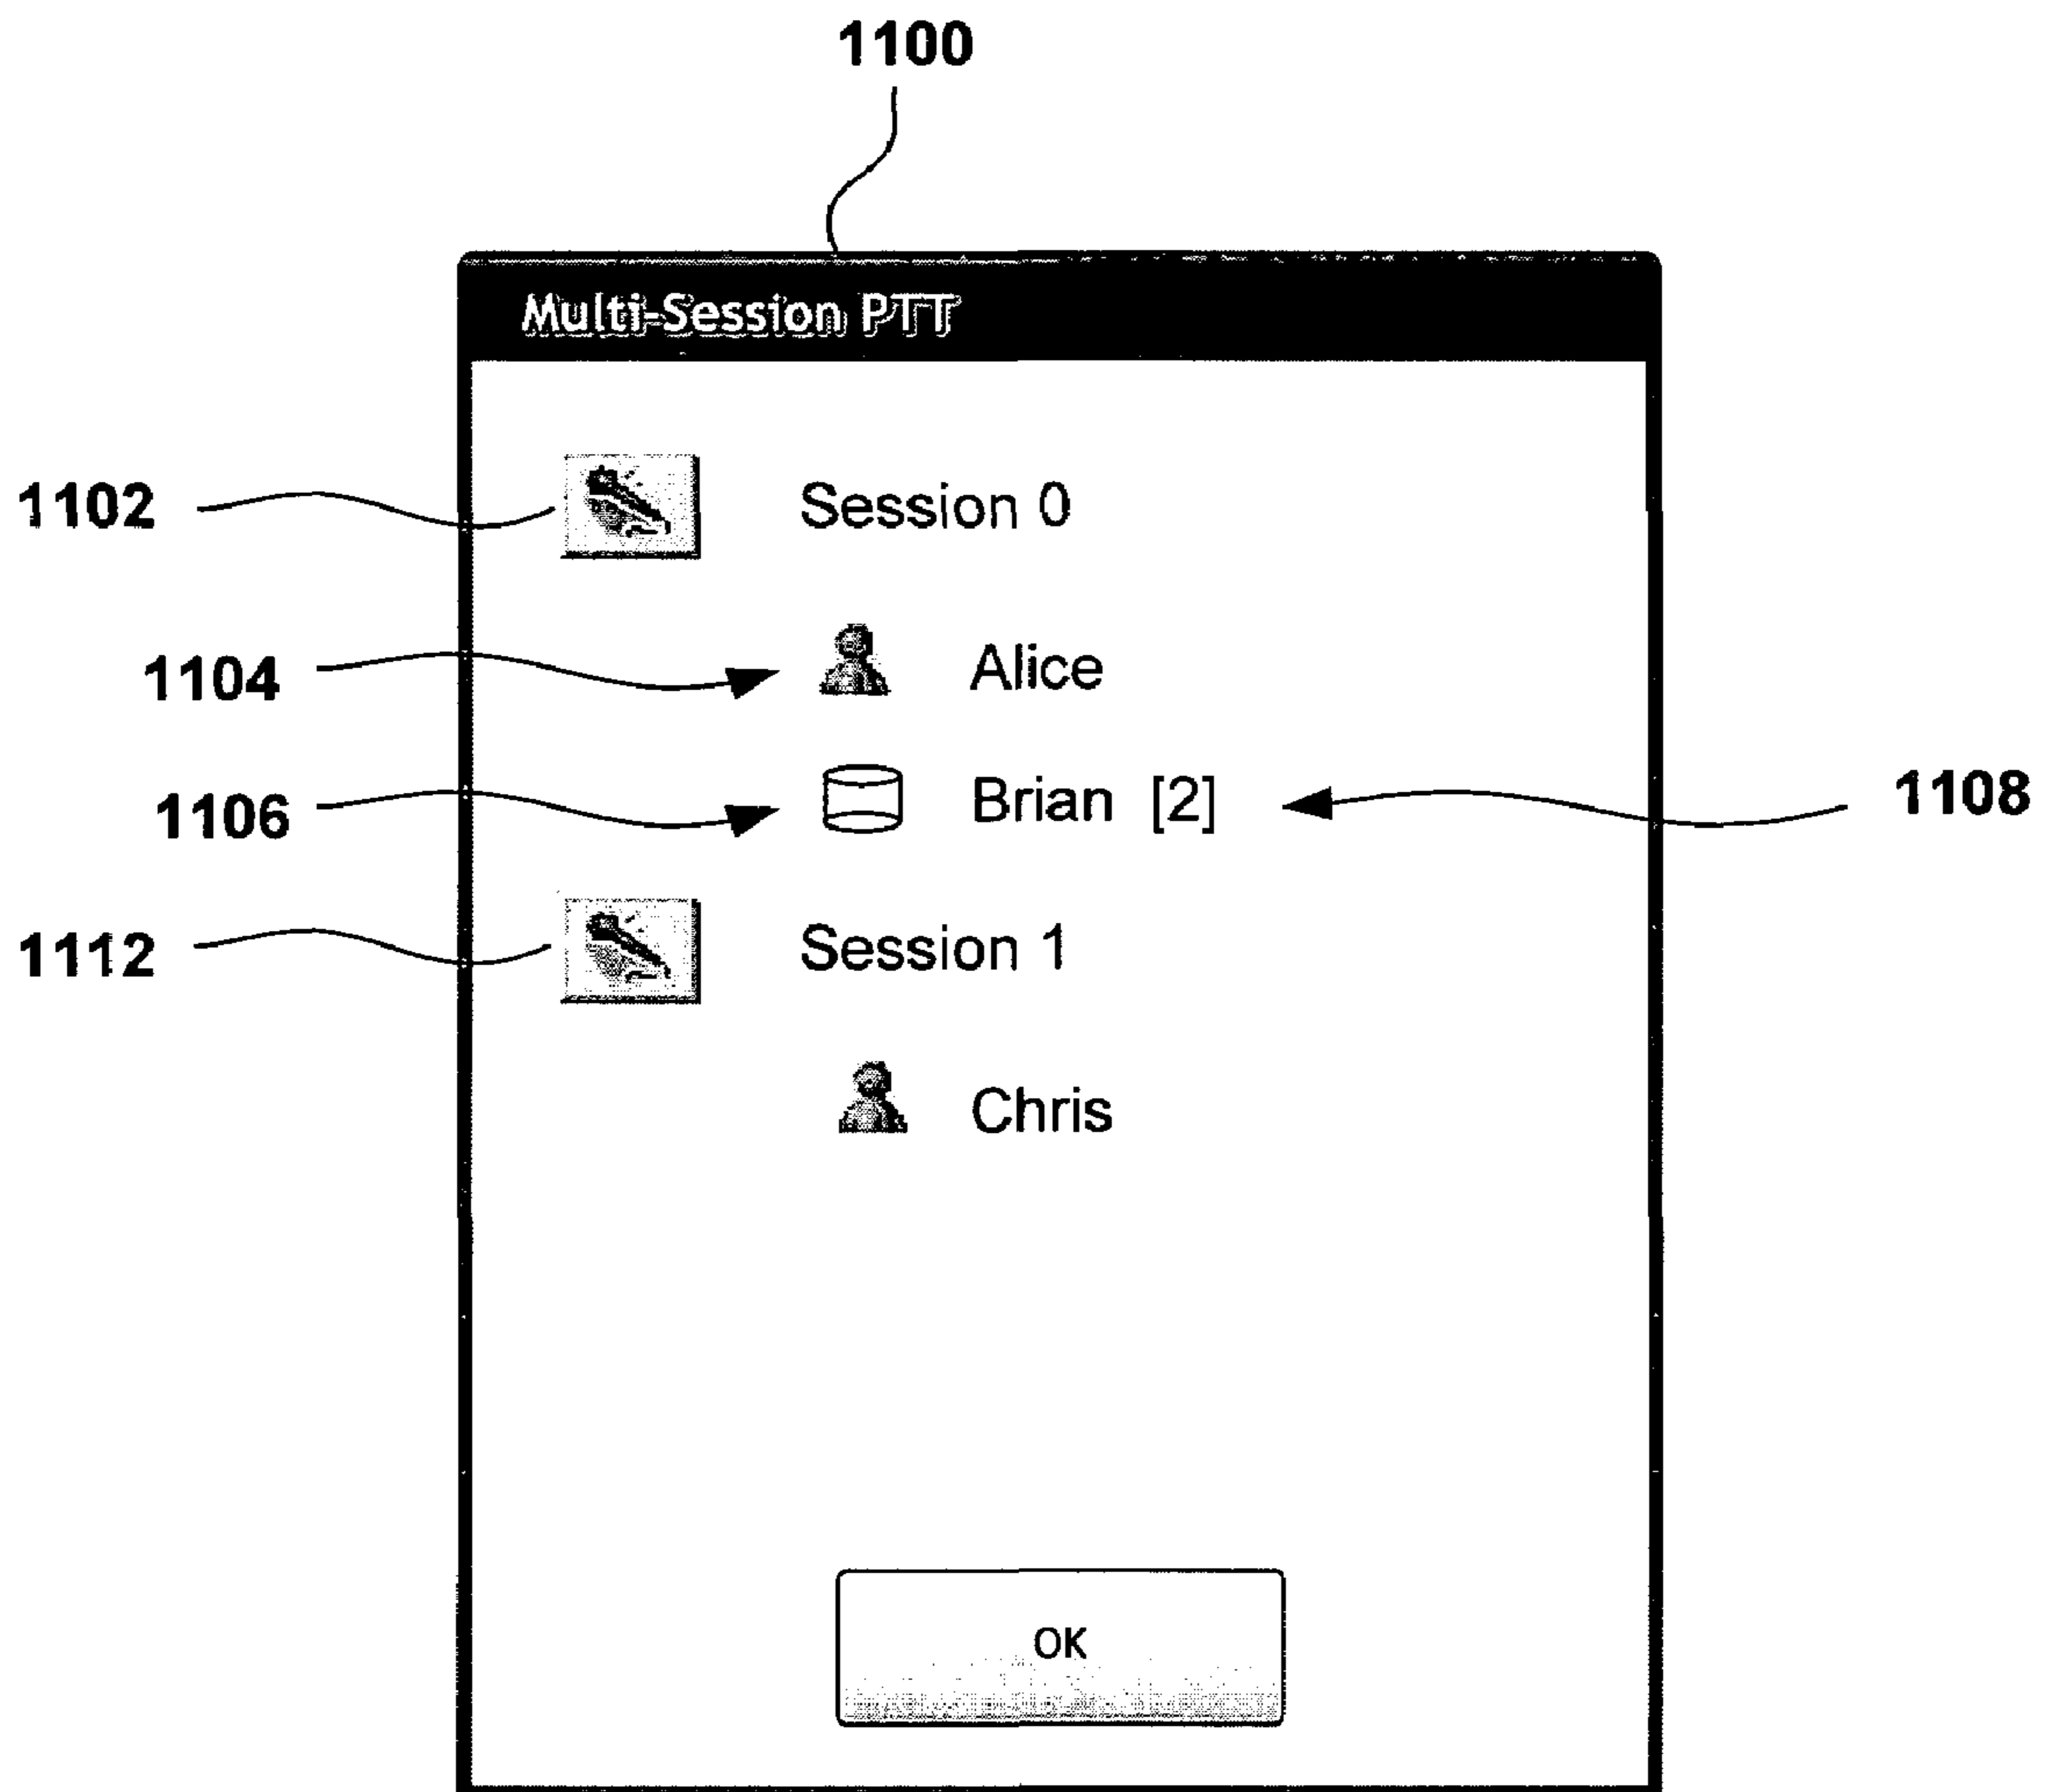 1100
Multi-Session PTT
1102 Session 0
1104 Alice
1106 Brian [2] 1108
1112 Session 1
Chris
OK